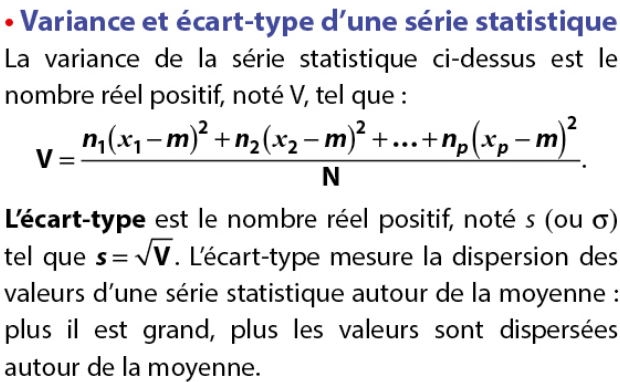 • Variance et écart-type d'une série statistique
La variance de la série statistique ci-dessus est le
nombre réel positif, noté V, tel que :
V = \frac{n_1(x_1 - m)^2 + n_2(x_2 - m)^2 + ... + n_p(x_p - m)^2}{N}.
L'écart-type est le nombre réel positif, noté s (ou σ)
tel que s = √V. L'écart-type mesure la dispersion des
valeurs d'une série statistique autour de la moyenne :
plus il est grand, plus les valeurs sont dispersées
autour de la moyenne.